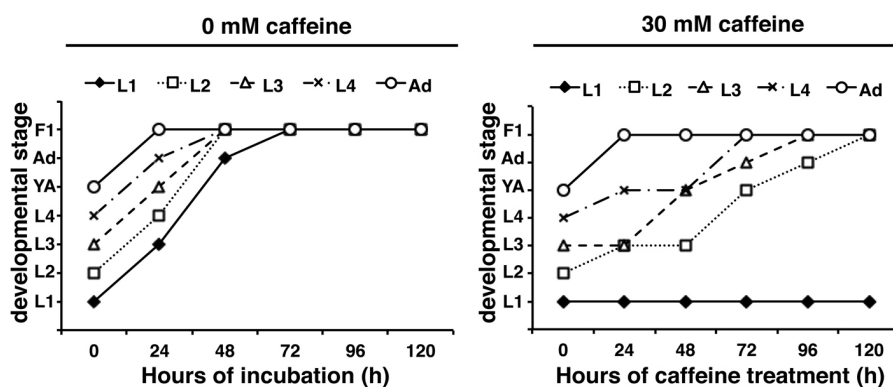 0 mM caffeine
L1 L2 L3 L4 Ad
developmental stage
F1
Ad
YA
L4
L3
L2
L1
0 24 48 72 96 120
Hours of incubation (h)
30 mM caffeine
L1 L2 L3 L4 Ad
developmental stage
F1
Ad
YA
L4
L3
L2
L1
0 24 48 72 96 120
Hours of caffeine treatment (h)